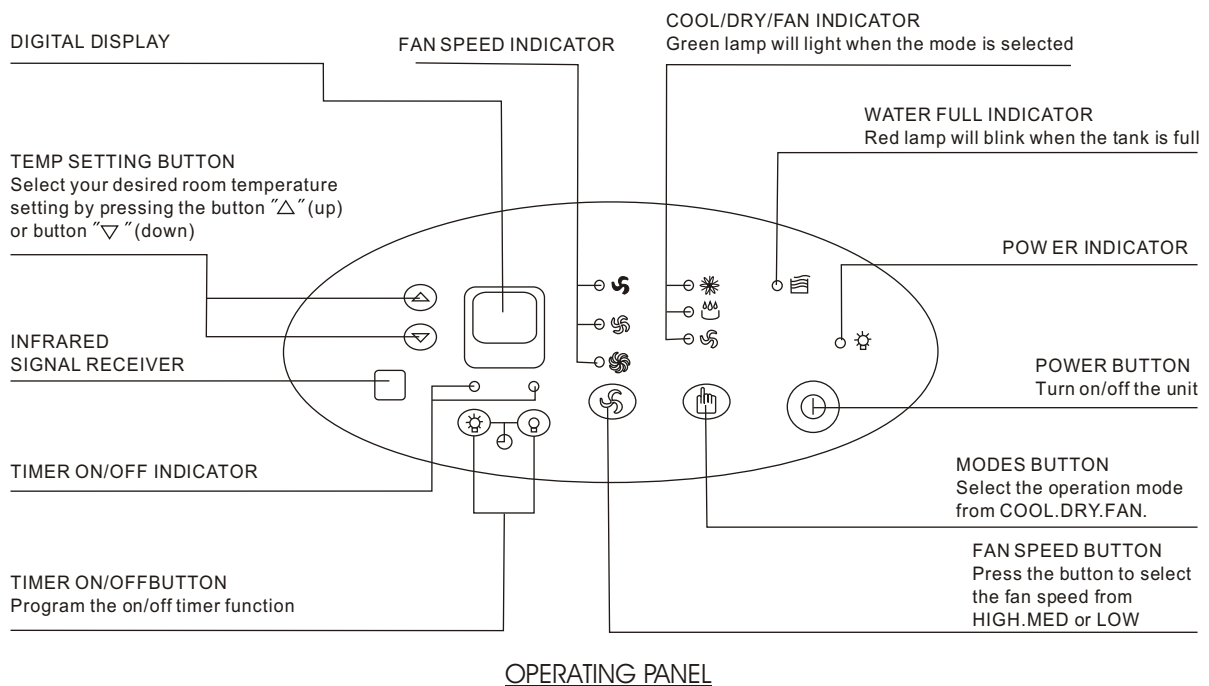 DIGITAL DISPLAY
FAN SPEED INDICATOR
COOL/DRY/FAN INDICATOR
Green lamp will light when the mode is selected
WATER FULL INDICATOR
Red lamp will blink when the tank is full
TEMP SETTING BUTTON
Select your desired room temperature
setting by pressing the button ″△″(up)
or button ″▽ ″(down)
POW ER INDICATOR
INFRARED
SIGNAL RECEIVER
POWER BUTTON
Turn on/off the unit
TIMER ON/OFF INDICATOR
MODES BUTTON
Select the operation mode
from COOL.DRY.FAN.
FAN SPEED BUTTON
Press the button to select
the fan speed from
HIGH.MED or LOW
TIMER ON/OFFBUTTON
Program the on/off timer function
OPERATING PANEL